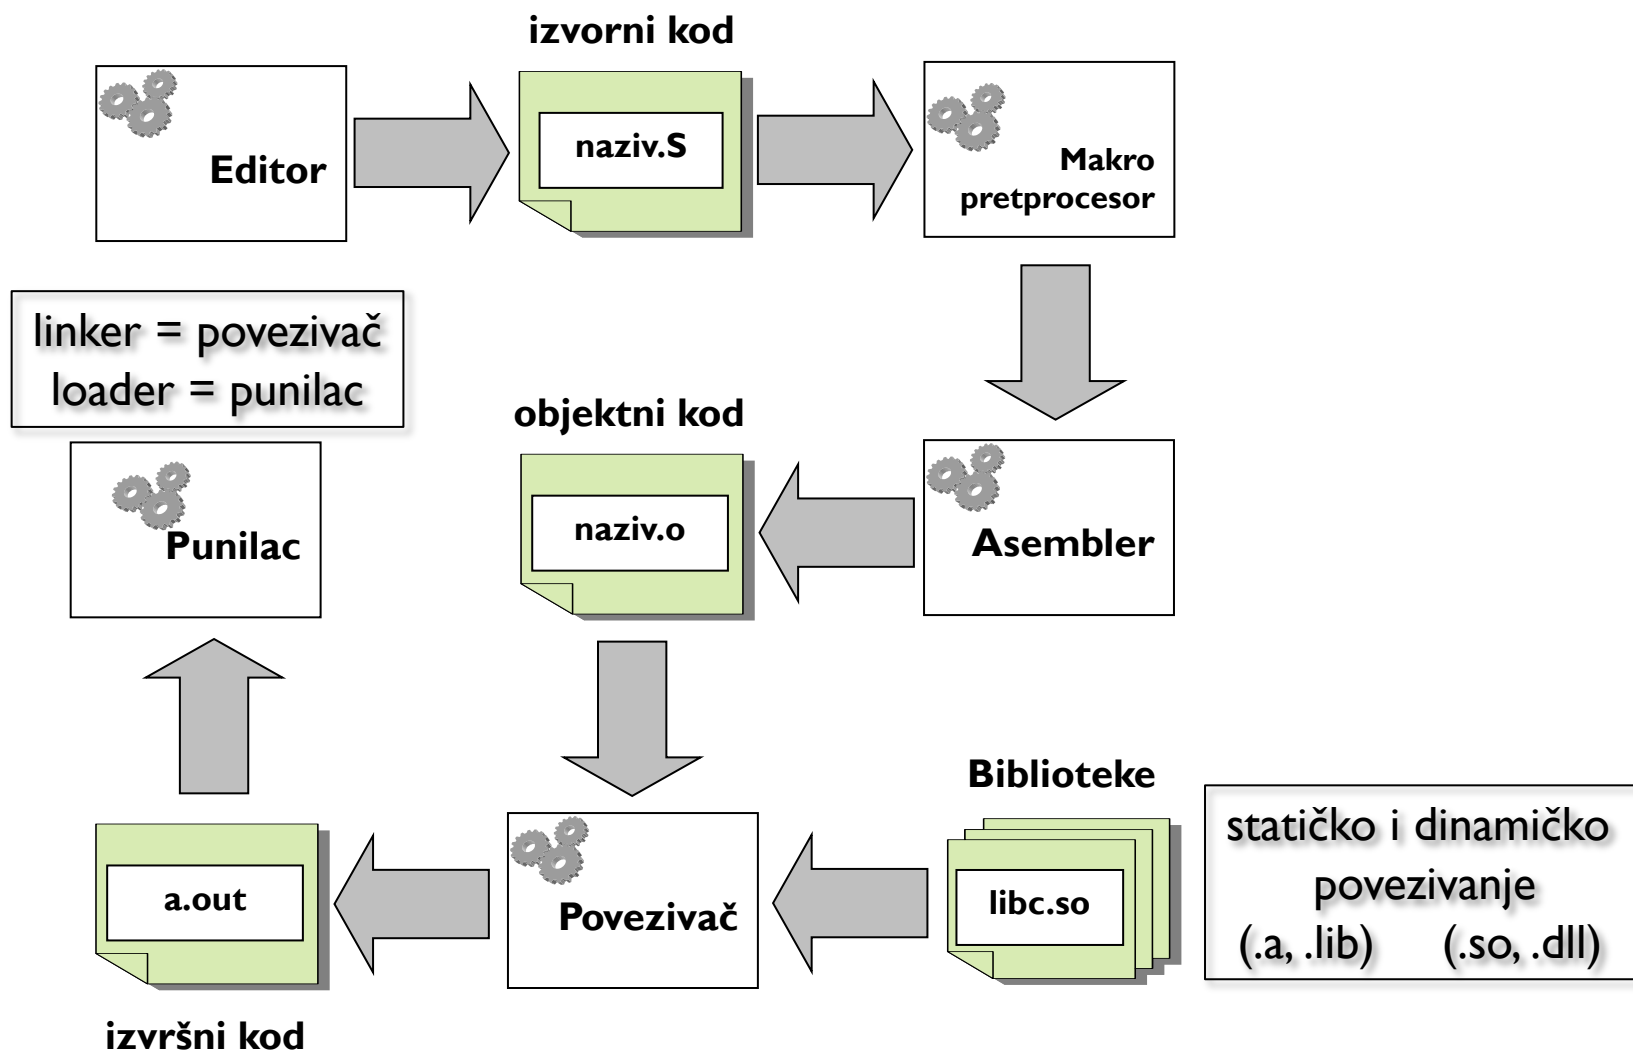 izvorni kod
Editor
naziv.S
Makro
pretprocesor
linker = povezivač
loader = punilac
objektni kod
Punilac
naziv.o
Asembler
Biblioteke
a.out
Povezivač
libc.so
statičko i dinamičko
povezivanje
(.a, .lib) (.so, .dll)
izvršni kod